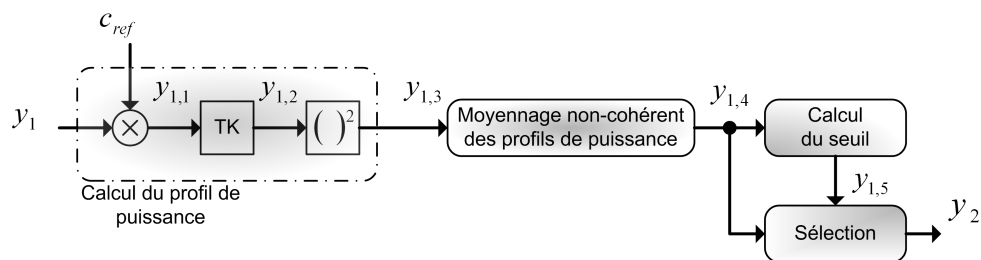 c_ref
y_1
y_1,1
TK
y_1,2
( )^2
y_1,3
Moyennage non-cohérent
des profils de puissance
y_1,4
Calcul
du seuil
y_1,5
Sélection
y_2
Calcul du profil de
puissance